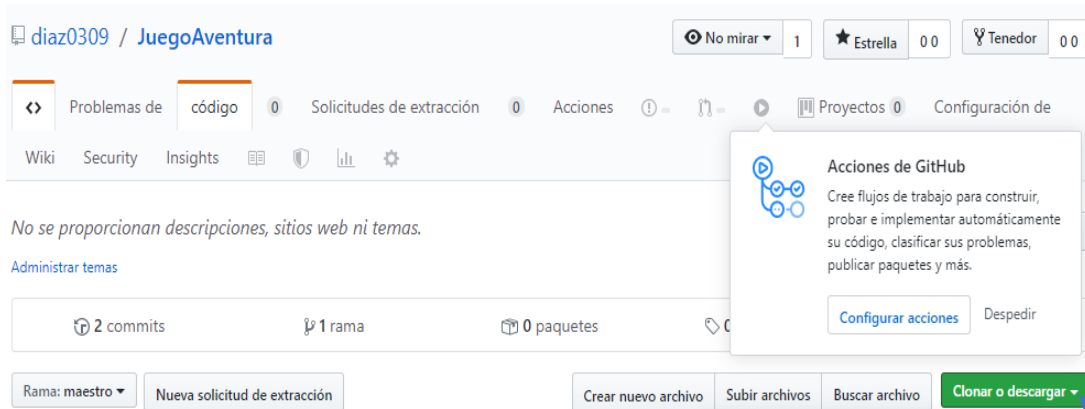 diaz0309 / JuegoAventura
No mirar 1 Estrella 0 0 Tenedor 0 0
Problemas de código 0 Solicitudes de extracción 0 Acciones Proyectos 0 Configuración de
Wiki Security Insights
Acciones de GitHub
Cree flujos de trabajo para construir,
probar e implementar automáticamente
su código, clasificar sus problemas,
publicar paquetes y más.
Configurar acciones Despedir
No se proporcionan descripciones, sitios web ni temas.
Administrar temas
2 commits 1 rama 0 paquetes
Rama: maestro Nueva solicitud de extracción Crear nuevo archivo Subir archivos Buscar archivo Clonar o descargar